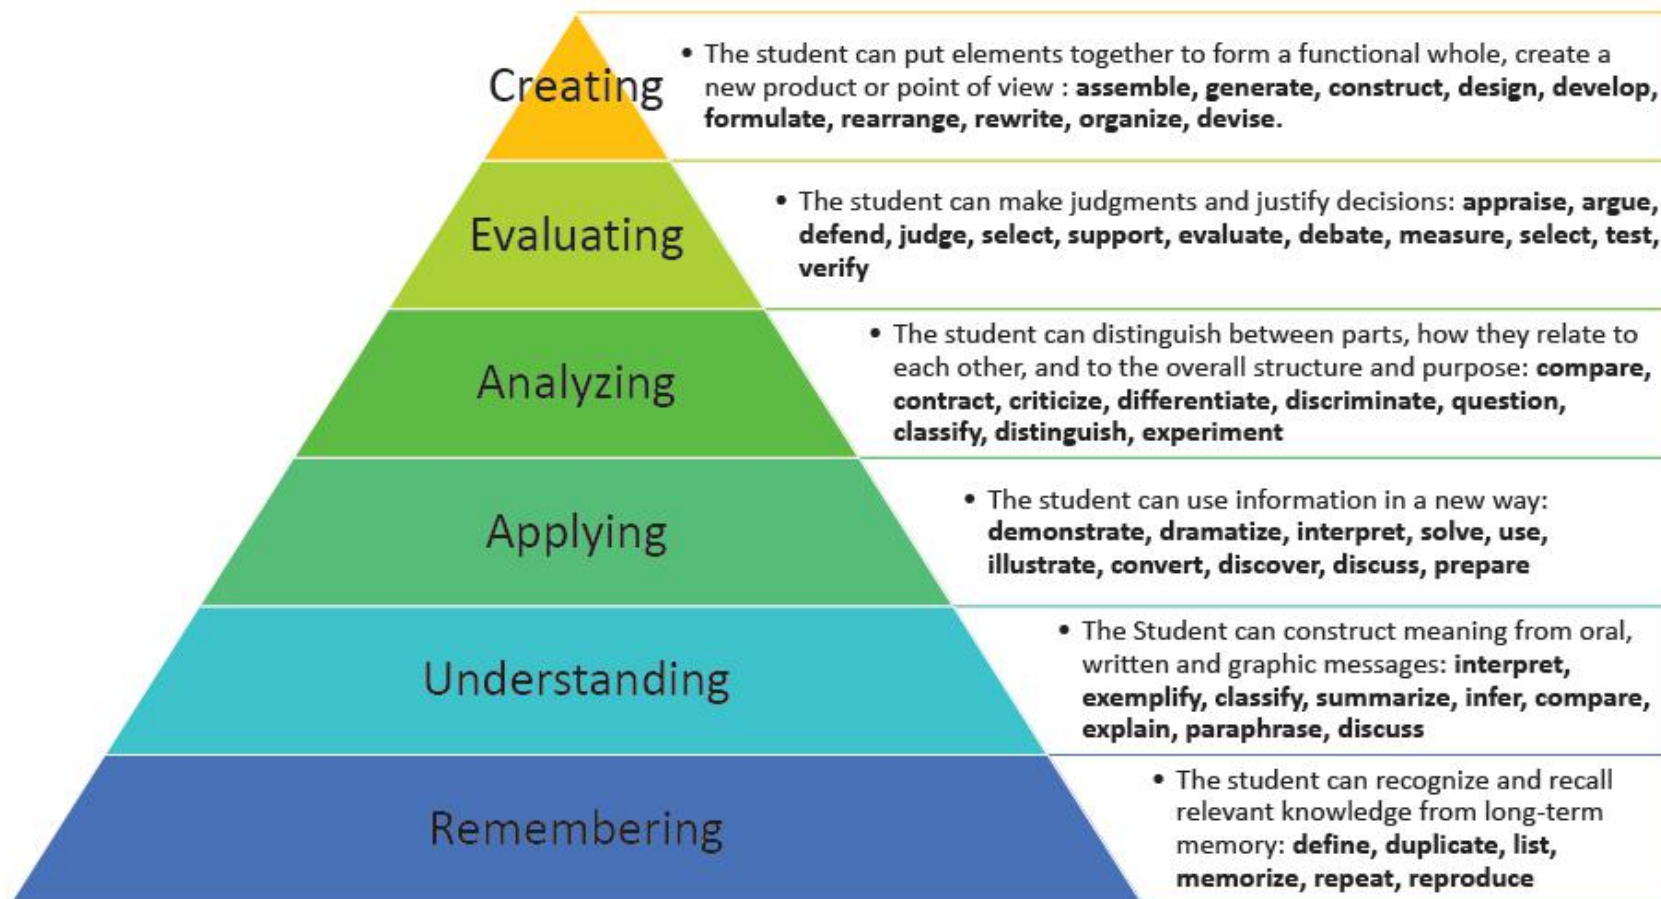 Creating
• The student can put elements together to form a functional whole, create a
new product or point of view : assemble, generate, construct, design, develop,
formulate, rearrange, rewrite, organize, devise.
Evaluating
• The student can make judgments and justify decisions: appraise, argue,
defend, judge, select, support, evaluate, debate, measure, select, test,
verify
Analyzing
• The student can distinguish between parts, how they relate to
each other, and to the overall structure and purpose: compare,
contract, criticize, differentiate, discriminate, question,
classify, distinguish, experiment
Applying
• The student can use information in a new way:
demonstrate, dramatize, interpret, solve, use,
illustrate, convert, discover, discuss, prepare
Understanding
• The Student can construct meaning from oral,
written and graphic messages: interpret,
exemplify, classify, summarize, infer, compare,
explain, paraphrase, discuss
Remembering
• The student can recognize and recall
relevant knowledge from long-term
memory: define, duplicate, list,
memorize, repeat, reproduce